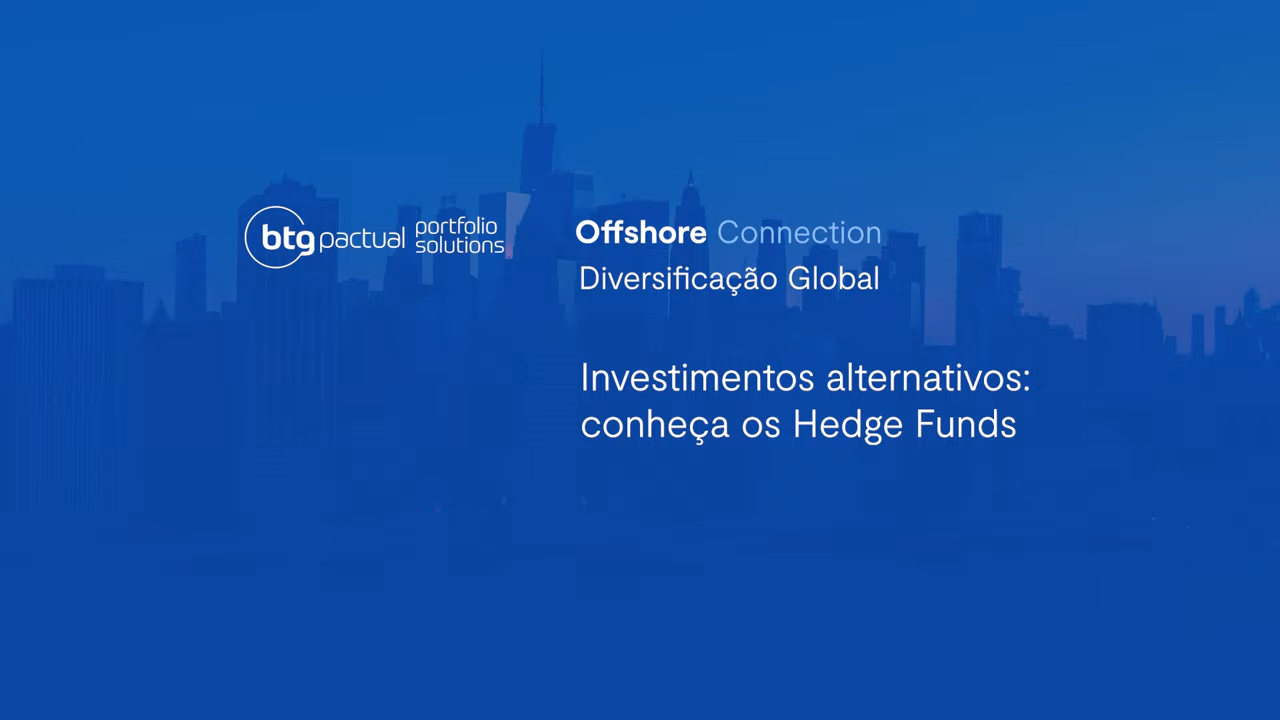 btg pactual portfolio solutions
Offshore Connection
Diversificação Global
Investimentos alternativos:
conheça os Hedge Funds